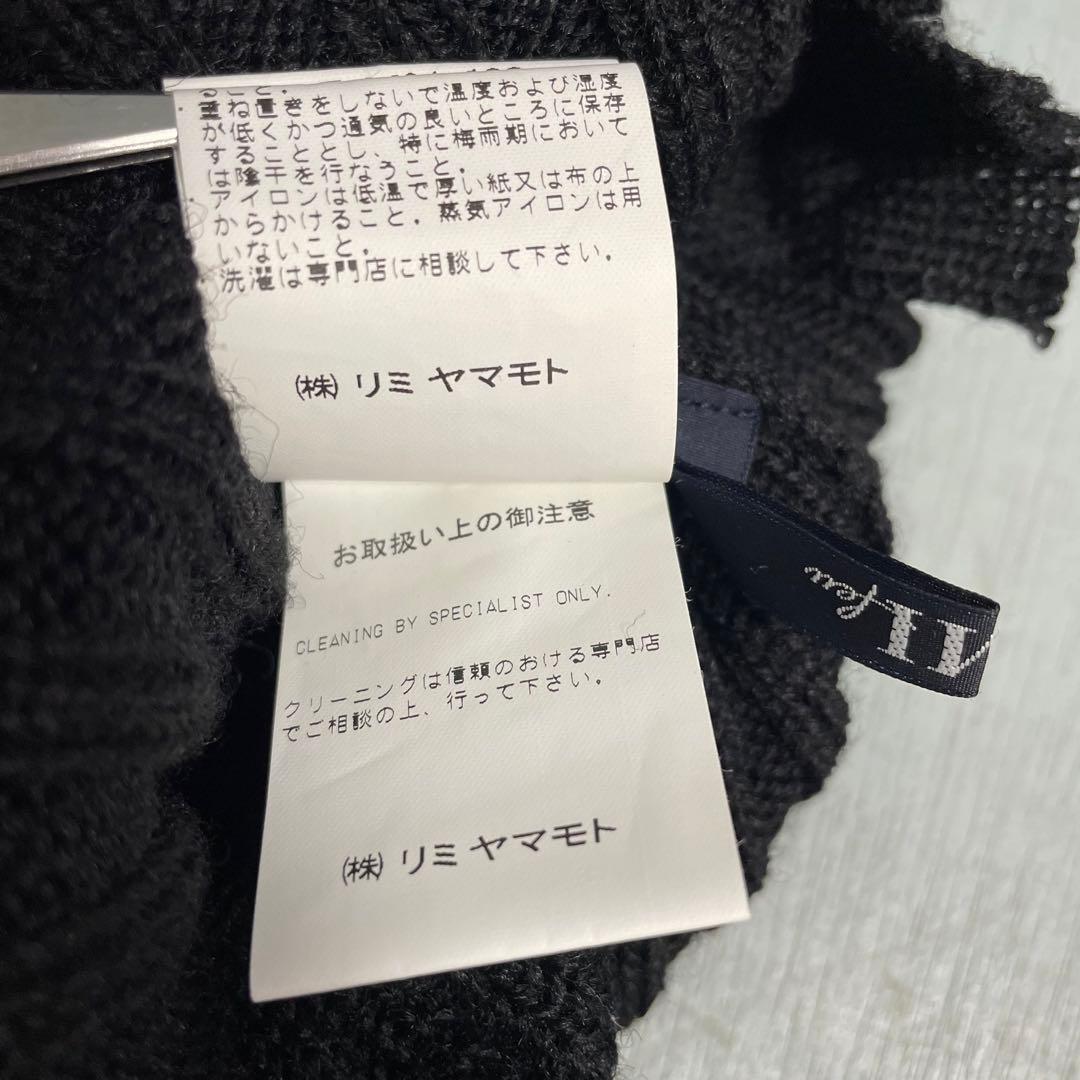 ること.
・重ね置きをしないで温度および湿度
が低くかつ通気の良いところに保存
することとし、特に梅雨期において
は陰干を行なうこと.
・アイロンは低温で厚い紙又は布の上
からかけること. 蒸気アイロンは用
いないこと.
・洗濯は専門店に相談して下さい.
㈱ リミ ヤマモト
お取扱い上の御注意
CLEANING BY SPECIALIST ONLY.
クリーニングは信頼のおける専門店
でご相談の上、行って下さい。
㈱ リミ ヤマモト
feu